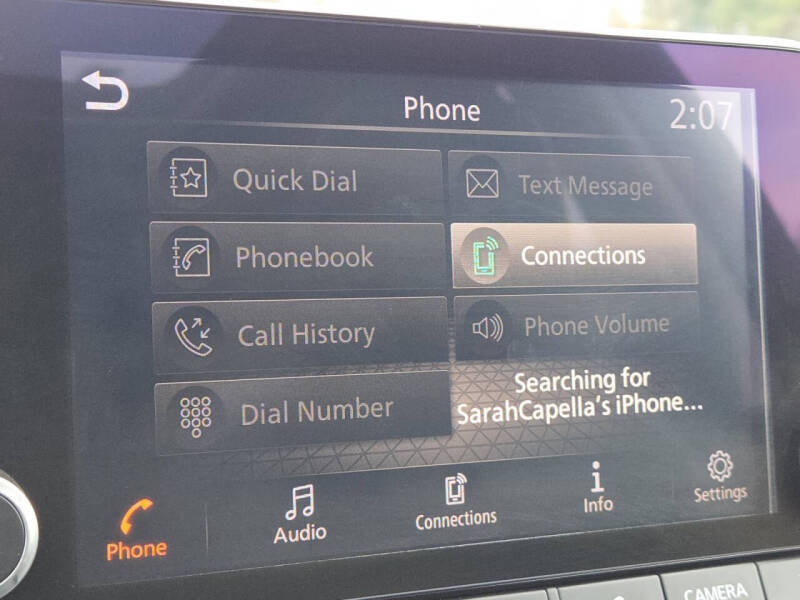 Phone
2:07
Quick Dial
Text Message
Phonebook
Connections
Call History
Phone Volume
Dial Number
Searching for
SarahCapella's iPhone...
Phone
Audio
Connections
Info
Settings
CAMERA